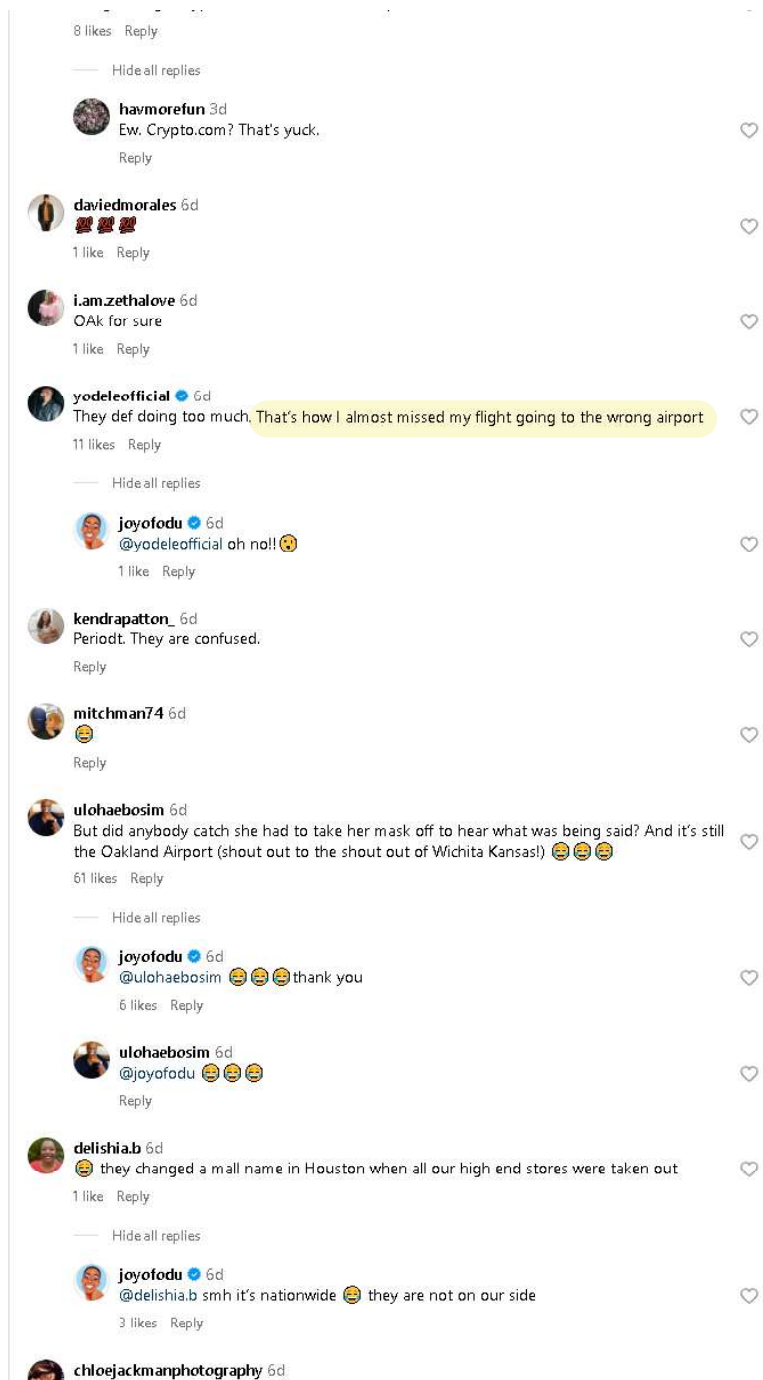 8 likes Reply
Hide all replies
havmorefun 3d
Ew. Crypto.com? That's yuck.
Reply
daviedmorales 6d
💯💯💯
1 like Reply
i.am.zethalove 6d
OAk for sure
1 like Reply
yodeleofficial 6d
They def doing too much. That's how I almost missed my flight going to the wrong airport
11 likes Reply
Hide all replies
joyofodu 6d
@yodeleofficial oh no!!😲
1 like Reply
kendrapatton_ 6d
Periodt. They are confused.
Reply
mitchman74 6d
😂
Reply
ulohaebosim 6d
But did anybody catch she had to take her mask off to hear what was being said? And it's still
the Oakland Airport (shout out to the shout out of Wichita Kansas!) 😂😂😂
61 likes Reply
Hide all replies
joyofodu 6d
@ulohaebosim 😂😂😂thank you
6 likes Reply
ulohaebosim 6d
@joyofodu 😂😂😂
Reply
delishia.b 6d
😂 they changed a mall name in Houston when all our high end stores were taken out
1 like Reply
Hide all replies
joyofodu 6d
@delishia.b smh it's nationwide 😂 they are not on our side
3 likes Reply
chloejackmanphotography 6d